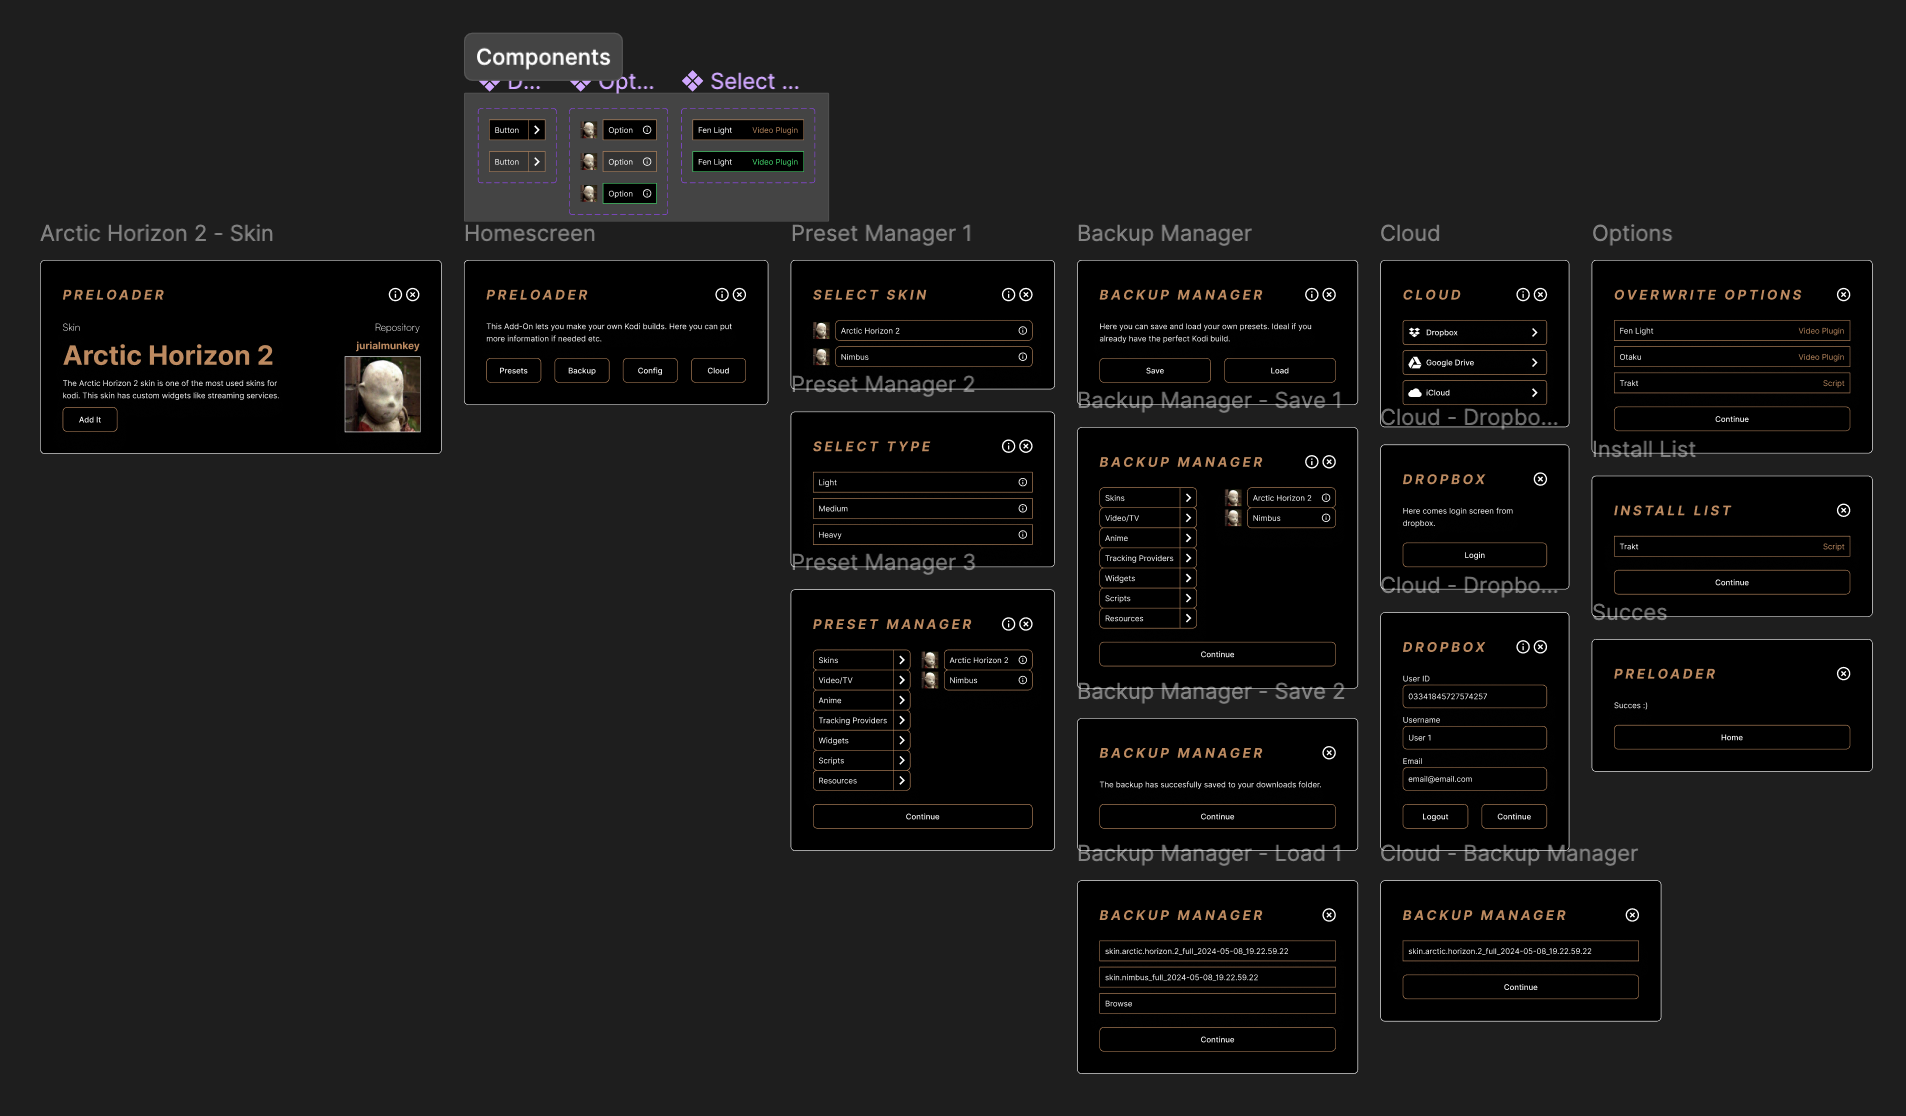 Components
D...
Opt...
Select ...
Button
Button
Option
Option
Option
Fen Light Video Plugin
Fen Light Video Plugin
Arctic Horizon 2 - Skin
PRELOADER
Skin
Repository
Arctic Horizon 2
jurialmunkey
The Arctic Horizon 2 skin is one of the most used skins for
kodi. This skin has custom widgets like streaming services.
Add It
Homescreen
PRELOADER
This Add-On lets you make your own Kodi builds. Here you can put
more information if needed etc.
Presets
Backup
Config
Cloud
Preset Manager 1
SELECT SKIN
Arctic Horizon 2
Nimbus
Preset Manager 2
SELECT TYPE
Light
Medium
Heavy
Preset Manager 3
PRESET MANAGER
Skins
Video/TV
Anime
Tracking Providers
Widgets
Scripts
Resources
Arctic Horizon 2
Nimbus
Continue
Backup Manager
BACKUP MANAGER
Here you can save and load your own presets. Ideal if you
already have the perfect Kodi build.
Save
Load
Backup Manager - Save 1
BACKUP MANAGER
Skins
Video/TV
Anime
Tracking Providers
Widgets
Scripts
Resources
Arctic Horizon 2
Nimbus
Continue
Backup Manager - Save 2
BACKUP MANAGER
The backup has succesfully saved to your downloads folder.
Continue
Backup Manager - Load 1
BACKUP MANAGER
skin.arctic.horizon.2_full_2024-05-08_19.22.59.22
skin.nimbus_full_2024-05-08_19.22.59.22
Browse
Continue
Cloud
CLOUD
Dropbox
Google Drive
iCloud
Cloud - Dropbo...
DROPBOX
Here comes login screen from
dropbox.
Login
Cloud - Dropbo...
DROPBOX
User ID
03341845727574257
Username
User 1
Email
email@email.com
Logout
Continue
Cloud - Backup Manager
BACKUP MANAGER
skin.arctic.horizon.2_full_2024-05-08_19.22.59.22
Continue
Options
OVERWRITE OPTIONS
Fen Light Video Plugin
Otaku Video Plugin
Trakt Script
Continue
Install List
INSTALL LIST
Trakt Script
Continue
Succes
PRELOADER
Succes :)
Home